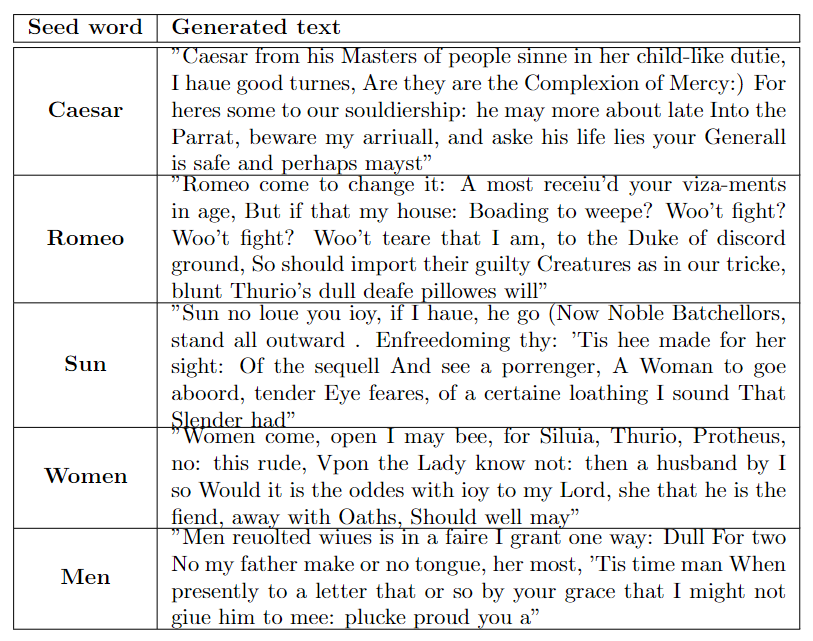 Seed word Generated text
"Caesar from his Masters of people sinne in her child-like dutie,
I haue good turnes, Are they are the Complexion of Mercy:) For
Caesar heres some to our souldiership: he may more about late Into the
Parrat, beware my arriuall, and aske his life lies your Generall
is safe and perhaps mayst"
"Romeo come to change it: A most receiu'd your viza-ments
in age, But if that my house: Boading to weepe? Woo't fight?
Romeo Woo't fight? Woo't teare that I am, to the Duke of discord
ground, So should import their guilty Creatures as in our tricke,
blunt Thurio's dull deafe pillowes will"
"Sun no loue you ioy, if I haue, he go (Now Noble Batchellors,
stand all outward . Enfreedoming thy: 'Tis hee made for her
Sun sight: Of the sequell And see a porrenger, A Woman to goe
aboord, tender Eye feares, of a certaine loathing I sound That
Slender had"
"Women come, open I may bee, for Siluia, Thurio, Protheus,
no: this rude, Vpon the Lady know not: then a husband by I
Women so Would it is the oddes with ioy to my Lord, she that he is the
fiend, away with Oaths, Should well may"
"Men reuolted wiues is in a faire I grant one way: Dull For two
No my father make or no tongue, her most, 'Tis time man When
Men presently to a letter that or so by your grace that I might not
giue him to mee: plucke proud you a"